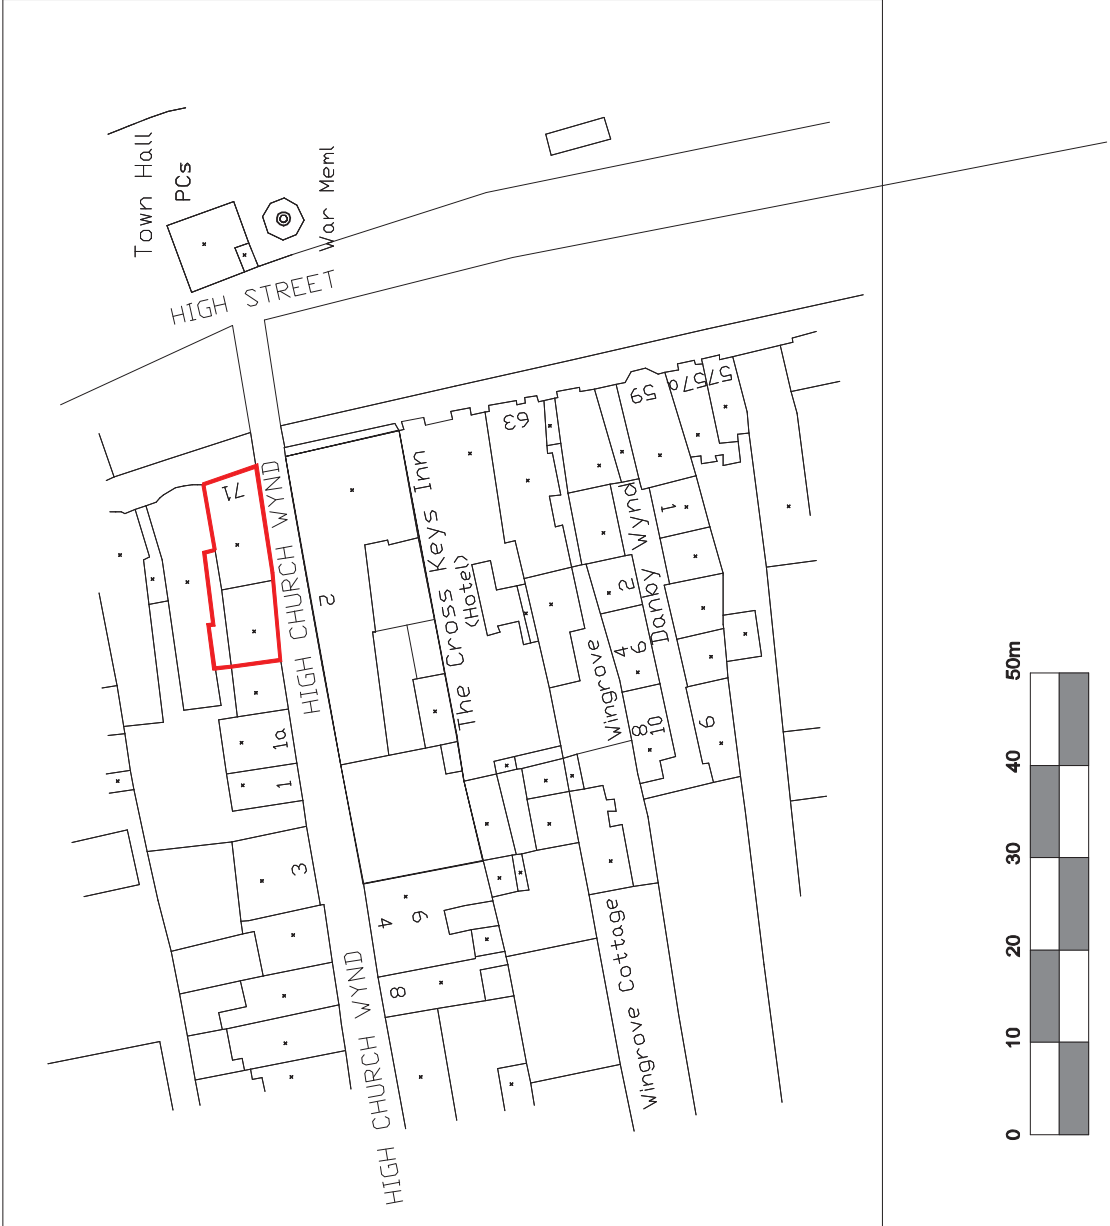 Town Hall
PCs
War Meml
HIGH STREET
71
HIGH CHURCH WYND
2
HIGH CHURCH WYND
HIGH CHURCH WYND
1a
1
3
4
6
8
The Cross Keys Inn
(Hotel)
63
59
57a
57
1
Danby Wynd
2
4
6
8
10
9
Wingrove
Wingrove Cottage
0
10
20
30
40
50m